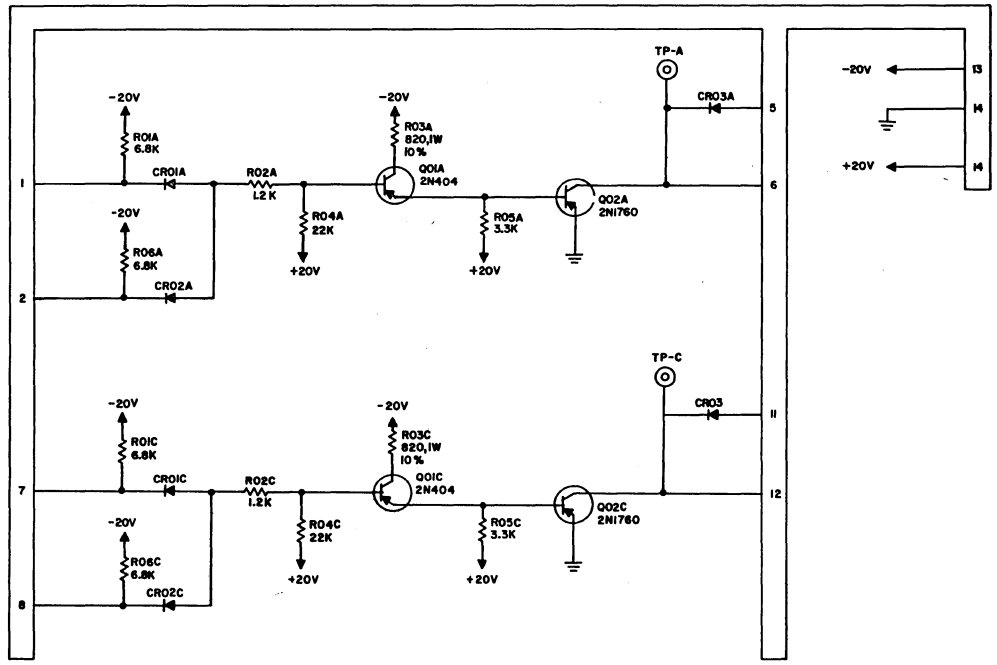 TP-A
-20V
13
-20V
-20V
CR03A
5
14
R01A
6.8K
R03A
820,1W
10%
+20V
14
CR01A
R02A
Q01A
2N404
1
1.2K
6
-20V
R04A
22K
R05A
3.3K
Q02A
2N1760
R06A
6.8K
+20V
+20V
CR02A
2
TP-C
-20V
-20V
CR03
11
R01C
6.8K
R03C
820,1W
10%
CR01C
R02C
Q01C
2N404
7
1.2K
12
-20V
R04C
22K
R05C
3.3K
Q02C
2N1760
R06C
6.8K
+20V
+20V
CR02C
8